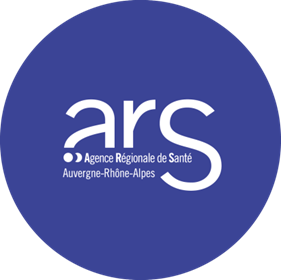 ars
Agence Régionale de Santé
Auvergne-Rhône-Alpes